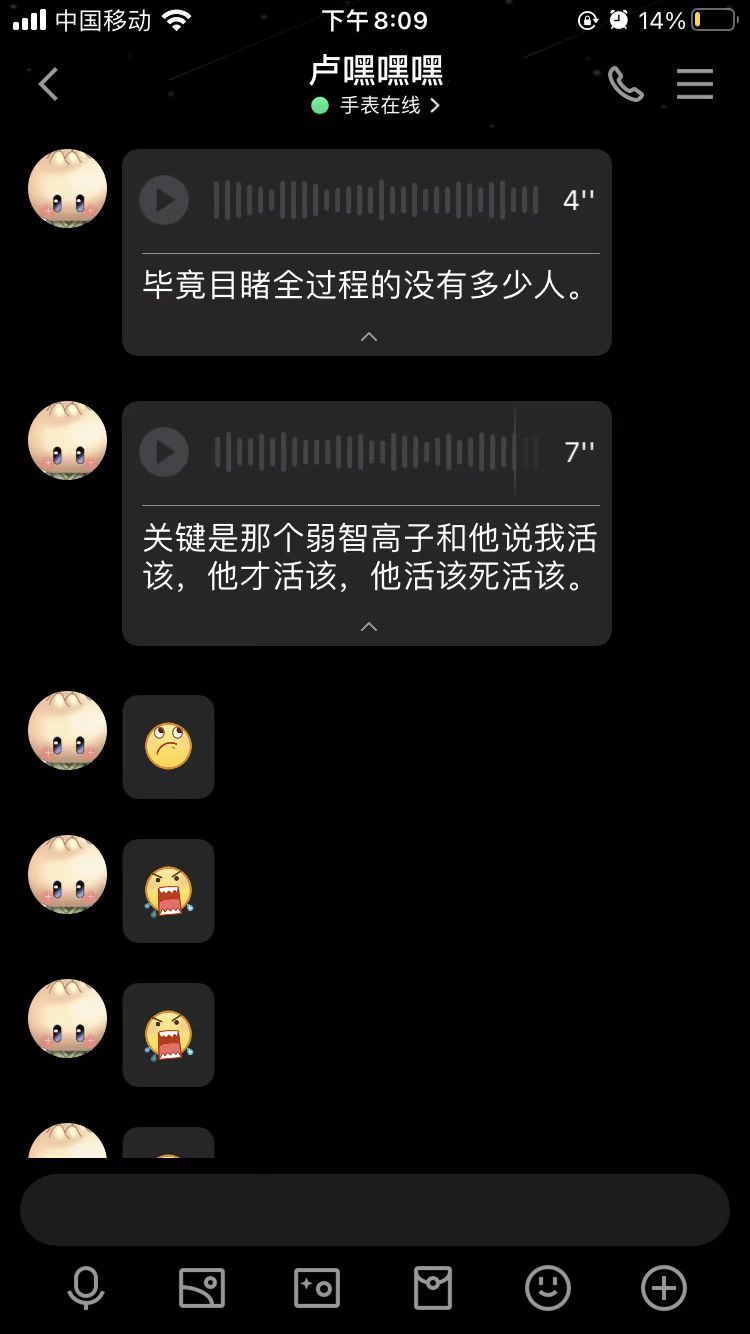 中国移动
下午8:09
14%
卢嘿嘿嘿
手表在线
4''
毕竟目睹全过程的没有多少人。
7''
关键是那个弱智高子和他说我活
该，他才活该，他活该死活该。